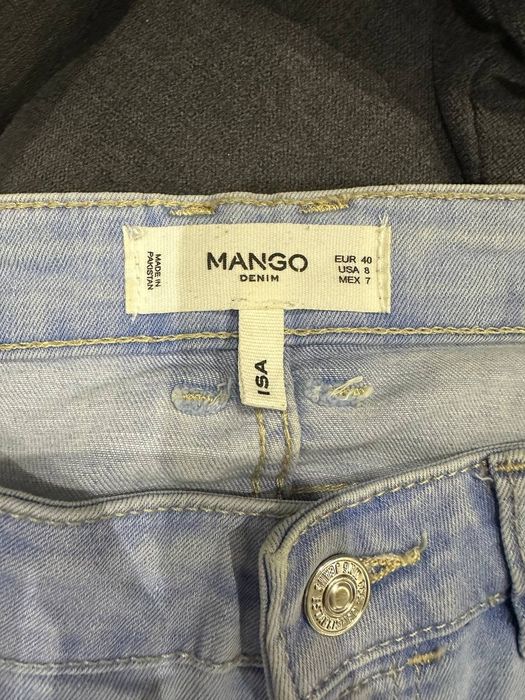 MADE IN
PAKISTAN
MANGO
DENIM
EUR 40
USA 8
MEX 7
ISA